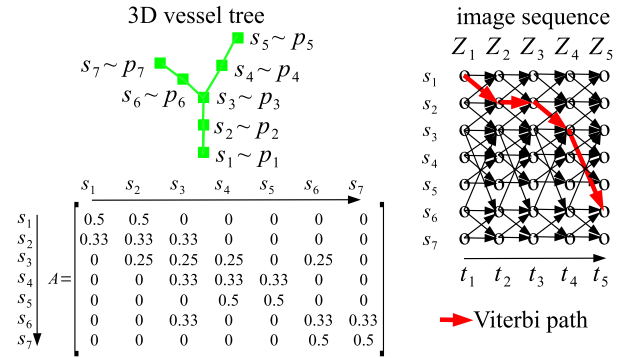 3D vessel tree
s5 ~ p5
s7 ~ p7
s4 ~ p4
s6 ~ p6
s3 ~ p3
s2 ~ p2
s1 ~ p1
s1 s2 s3 s4 s5 s6 s7
s1 0.5 0.5 0 0 0 0 0
s2 0.33 0.33 0.33 0 0 0 0
s3 0 0.25 0.25 0.25 0 0.25 0
s4 0 0 0.33 0.33 0.33 0 0
s5 0 0 0 0.5 0.5 0 0
s6 0 0 0.33 0 0 0.33 0.33
s7 0 0 0 0 0 0.5 0.5
A=
image sequence
Z1 Z2 Z3 Z4 Z5
s1
s2
s3
s4
s5
s6
s7
t1 t2 t3 t4 t5
Viterbi path